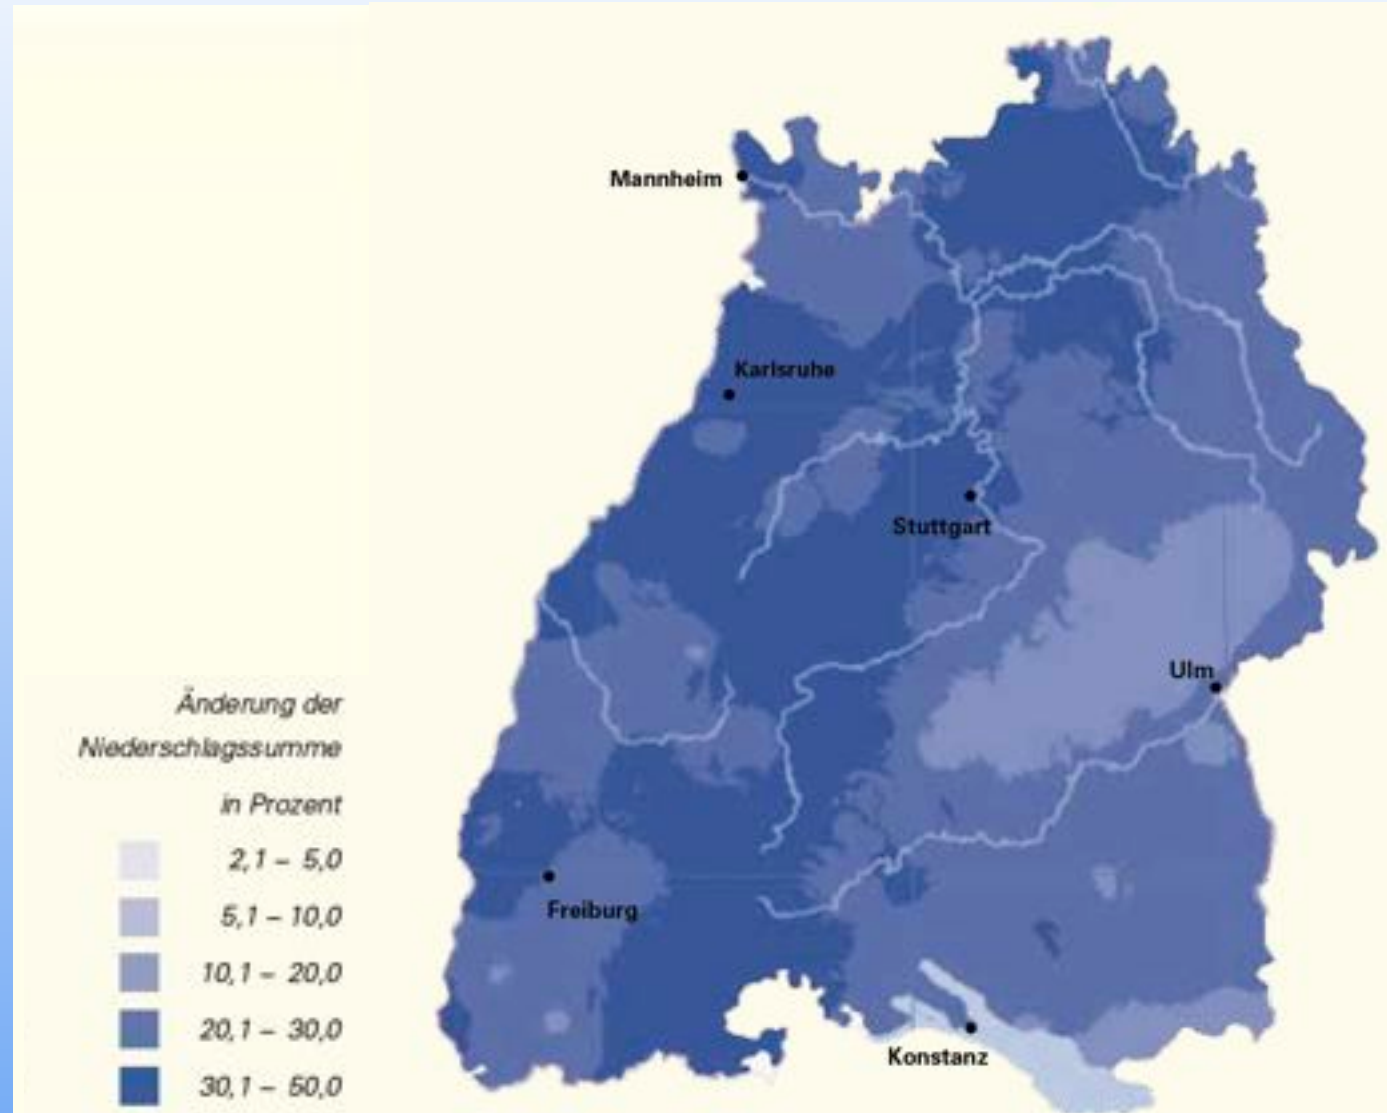 Mannheim
Karlsruhe
Stuttgart
Ulm
Änderung der
Niederschlagssumme
in Prozent
2,1 – 5,0
5,1 – 10,0
10,1 – 20,0
20,1 – 30,0
30,1 – 50,0
Freiburg
Konstanz